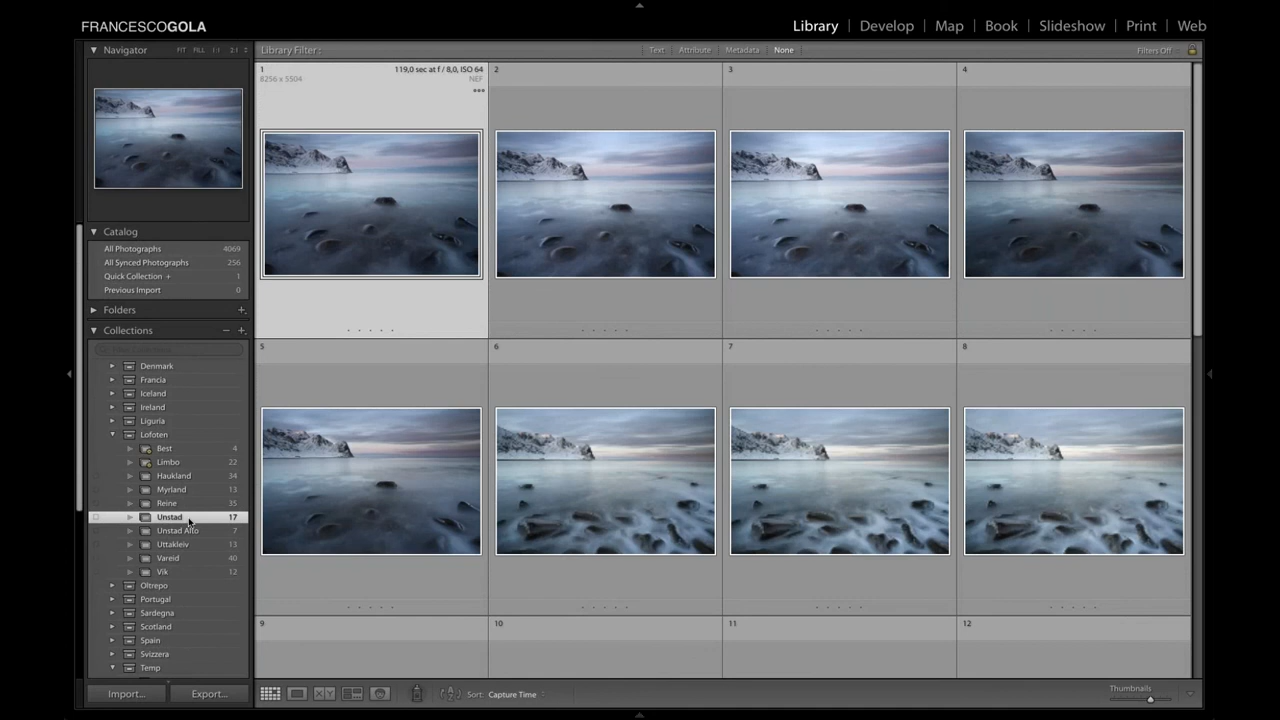 FRANCESCOGOLA
Library | Develop | Map | Book | Slideshow | Print | Web
Navigator FIT FILL 1:1 2:1
Library Filter : Text Attribute Metadata None Filters Off
1 119,0 sec at f / 8,0, ISO 64
8256 x 5504 NEF
2
3
4
Catalog
All Photographs 4069
All Synced Photographs 256
Quick Collection + 1
Previous Import 0
Folders
Collections
Denmark
Francia
Iceland
Ireland
Liguria
Lofoten
Best 4
Limbo 22
Haukland 34
Myrland 13
Reine 35
Unstad 17
Unstad Alto 7
Uttakleiv 13
Vareid 40
Vik 12
Oltrepo
Portugal
Sardegna
Scotland
Spain
Svizzera
Temp
5
6
7
8
9
10
11
12
Import... Export...
Sort: Capture Time
Thumbnails